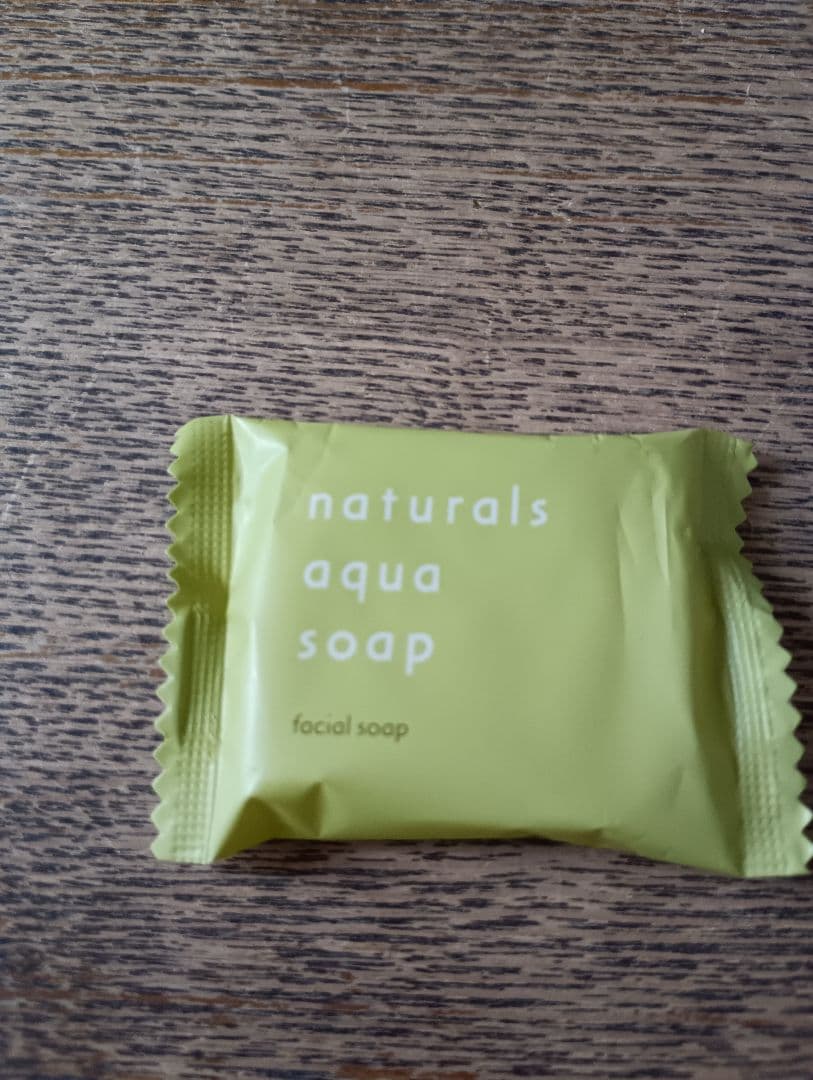 naturals
aqua
soap
facial soap